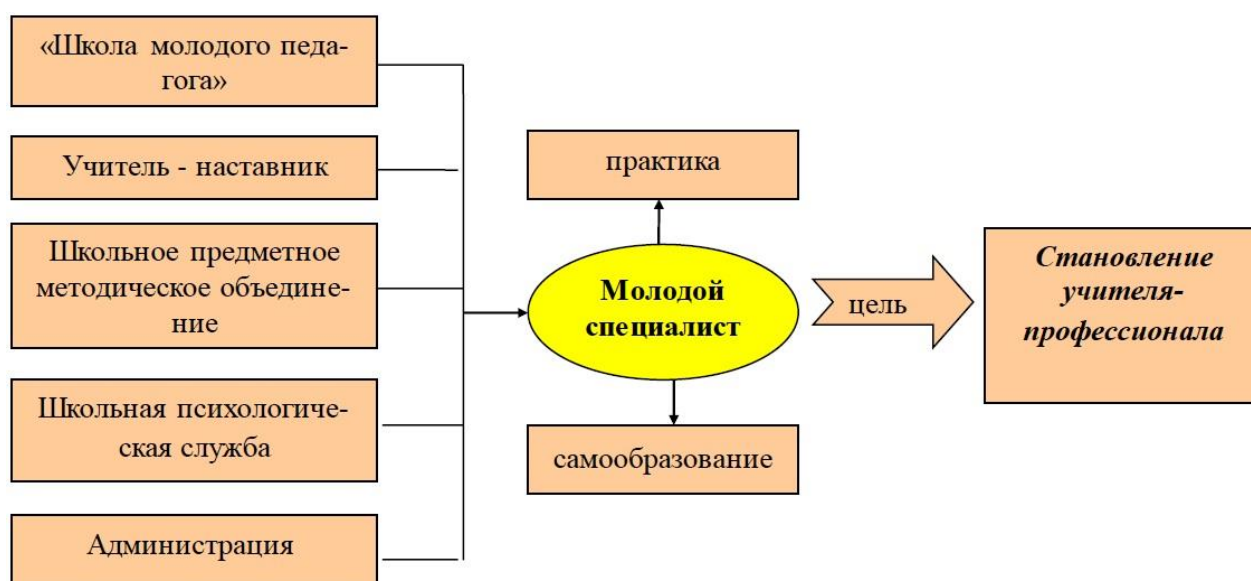 «Школа молодого педа-
гога»
Учитель - наставник
Школьное предметное
методическое объедине-
ние
Школьная психологиче-
ская служба
Администрация
практика
Молодой
специалист
самообразование
цель
Становление
учителя-
профессионала